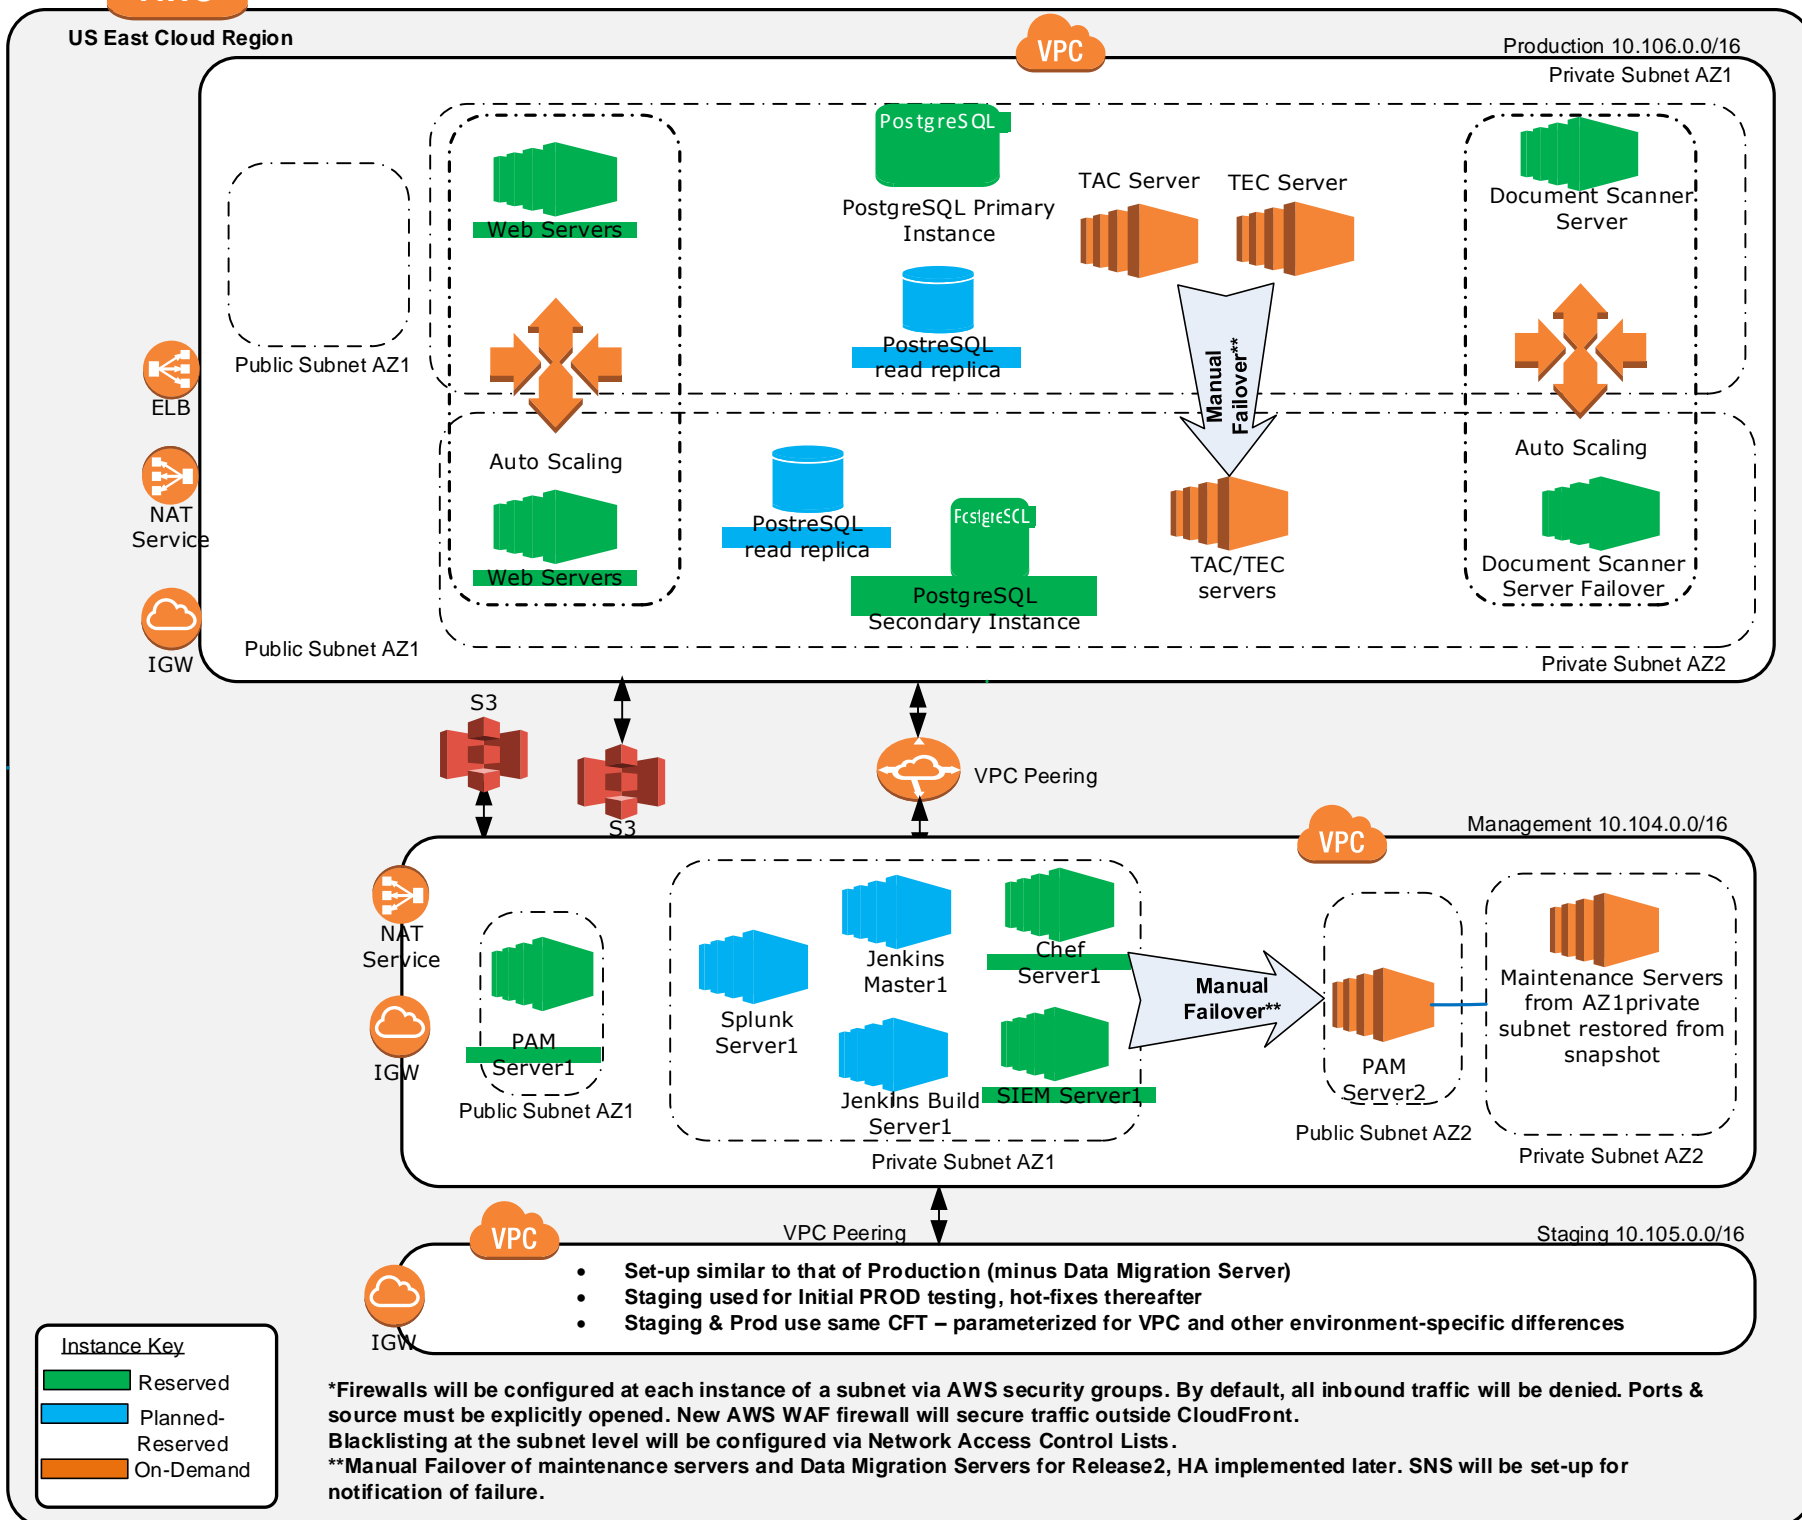 US East Cloud Region
VPC
Production 10.106.0.0/16
Private Subnet AZ1
PostgreSQL
Web Servers
PostgreSQL Primary
Instance
TAC Server
TEC Server
Document Scanner
Server
Public Subnet AZ1
PostreSQL
read replica
Manual
Failover**
ELB
Auto Scaling
Auto Scaling
NAT
Service
PostreSQL
read replica
PostgreSQL
Web Servers
PostgreSQL
Secondary Instance
TAC/TEC
servers
Document Scanner
Server Failover
IGW
Public Subnet AZ1
Private Subnet AZ2
S3
S3
VPC Peering
VPC
Management 10.104.0.0/16
NAT
Service
IGW
PAM
Server1
Public Subnet AZ1
Splunk
Server1
Jenkins
Master1
Jenkins Build
Server1
Chef
Server1
SIEM Server1
Private Subnet AZ1
Manual
Failover**
PAM
Server2
Public Subnet AZ2
Maintenance Servers
from AZ1private
subnet restored from
snapshot
Private Subnet AZ2
VPC Peering
VPC
Staging 10.105.0.0/16
IGW
• Set-up similar to that of Production (minus Data Migration Server)
• Staging used for Initial PROD testing, hot-fixes thereafter
• Staging & Prod use same CFT – parameterized for VPC and other environment-specific differences
Instance Key
Reserved
Planned-
Reserved
On-Demand
*Firewalls will be configured at each instance of a subnet via AWS security groups. By default, all inbound traffic will be denied. Ports &
source must be explicitly opened. New AWS WAF firewall will secure traffic outside CloudFront.
Blacklisting at the subnet level will be configured via Network Access Control Lists.
**Manual Failover of maintenance servers and Data Migration Servers for Release2, HA implemented later. SNS will be set-up for
notification of failure.